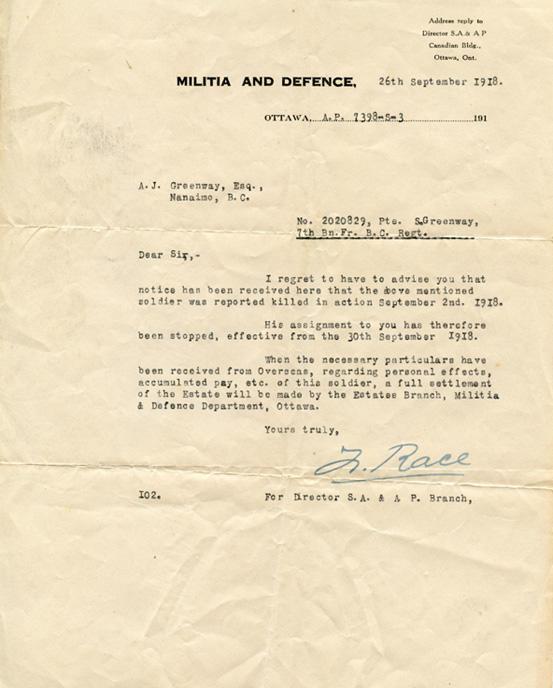 Address reply to
Director S.A.& A P
Canadian Bldg.,
Ottawa, Ont.
MILITIA AND DEFENCE, 26th September 1918.
OTTAWA, A.P. 7398-S-3 191
A.J. Greenway, Esq.,
Nanaimo, B.C.
No. 2020829, Pte. S.Greenway,
7th Bn.Fr. B.C. Regt.
Dear Sir,-
I regret to have to advise you that
notice has been received here that the above mentioned
soldier was reported killed in action September 2nd. 1918.
His assignment to you has therefore
been stopped, effective from the 30th September 1918.
When the necessary particulars have
been received from Overseas, regarding personal effects,
accumulated pay, etc. of this soldier, a full settlement
of the Estate will be made by the Estates Branch, Militia
& Defence Department, Ottawa.
Yours truly,
Race
102. For Director S.A. & A P. Branch,